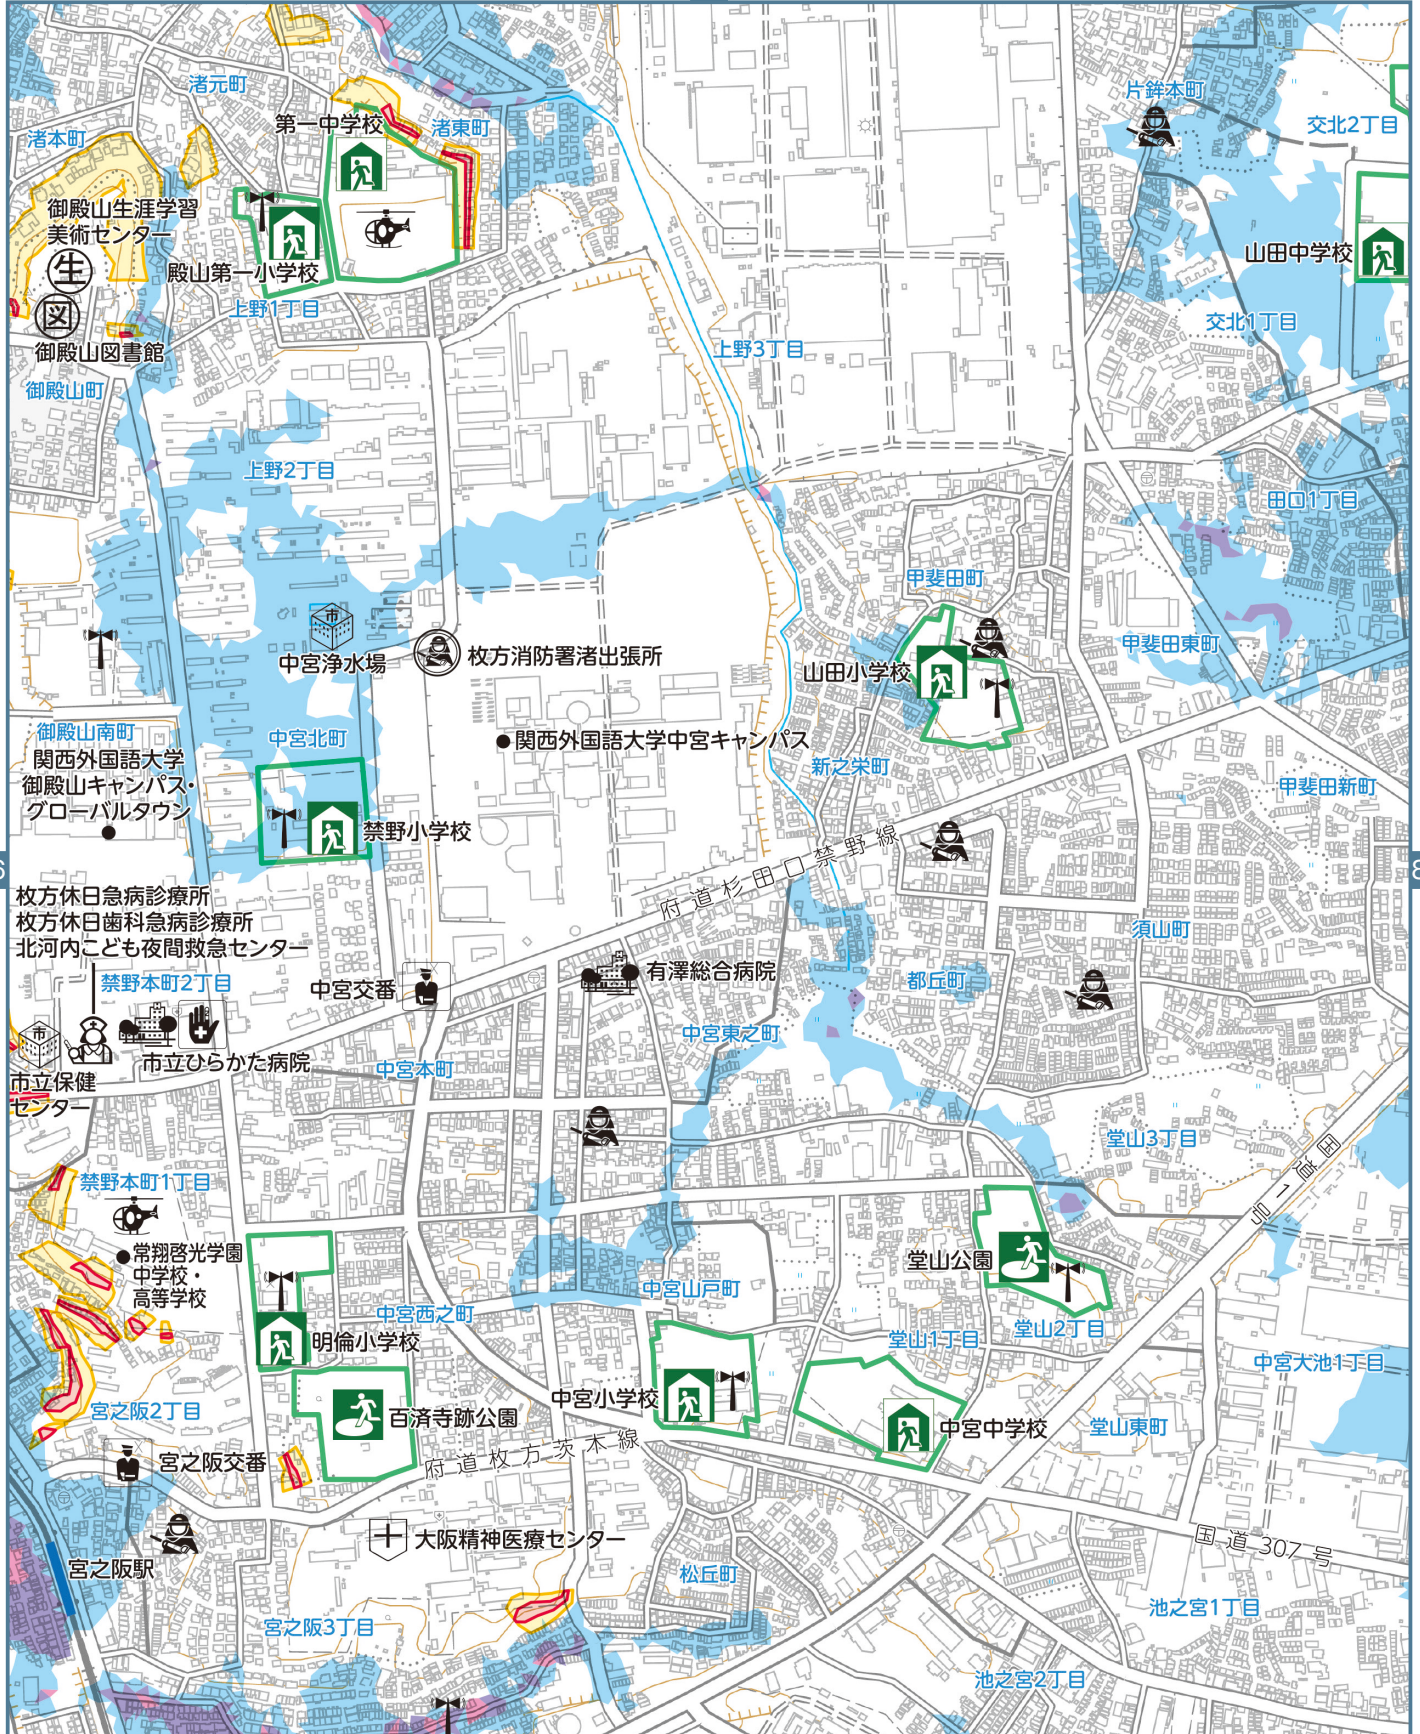 渚元町
片鉾本町
第一中学校
渚東町
交北2丁目
渚本町
御殿山生涯学習
美術センター
生
殿山第一小学校
山田中学校
図
上野1丁目
交北1丁目
御殿山図書館
上野3丁目
御殿山町
上野2丁目
田口1丁目
甲斐田町
市
中宮浄水場
枚方消防署渚出張所
山田小学校
甲斐田東町
御殿山南町
中宮北町
関西外国語大学中宮キャンパス
関西外国語大学
御殿山キャンパス・
グローバルタウン
新之栄町
甲斐田新町
禁野小学校
府道杉田口禁野線
6
8
枚方休日急病診療所
枚方休日歯科急病診療所
北河内こども夜間救急センター
須山町
禁野本町2丁目
中宮交番
有澤総合病院
都丘町
市
中宮東之町
市立ひらかた病院
市立保健
センター
中宮本町
堂山3丁目
国道1号
禁野本町1丁目
常翔啓光学園
中学校・
高等学校
堂山公園
中宮山戸町
中宮西之町
堂山1丁目
堂山2丁目
明倫小学校
中宮大池1丁目
中宮小学校
宮之阪2丁目
百済寺跡公園
中宮中学校
堂山東町
府道枚方茨木線
宮之阪交番
大阪精神医療センター
国道307号
宮之阪駅
松丘町
宮之阪3丁目
池之宮1丁目
池之宮2丁目